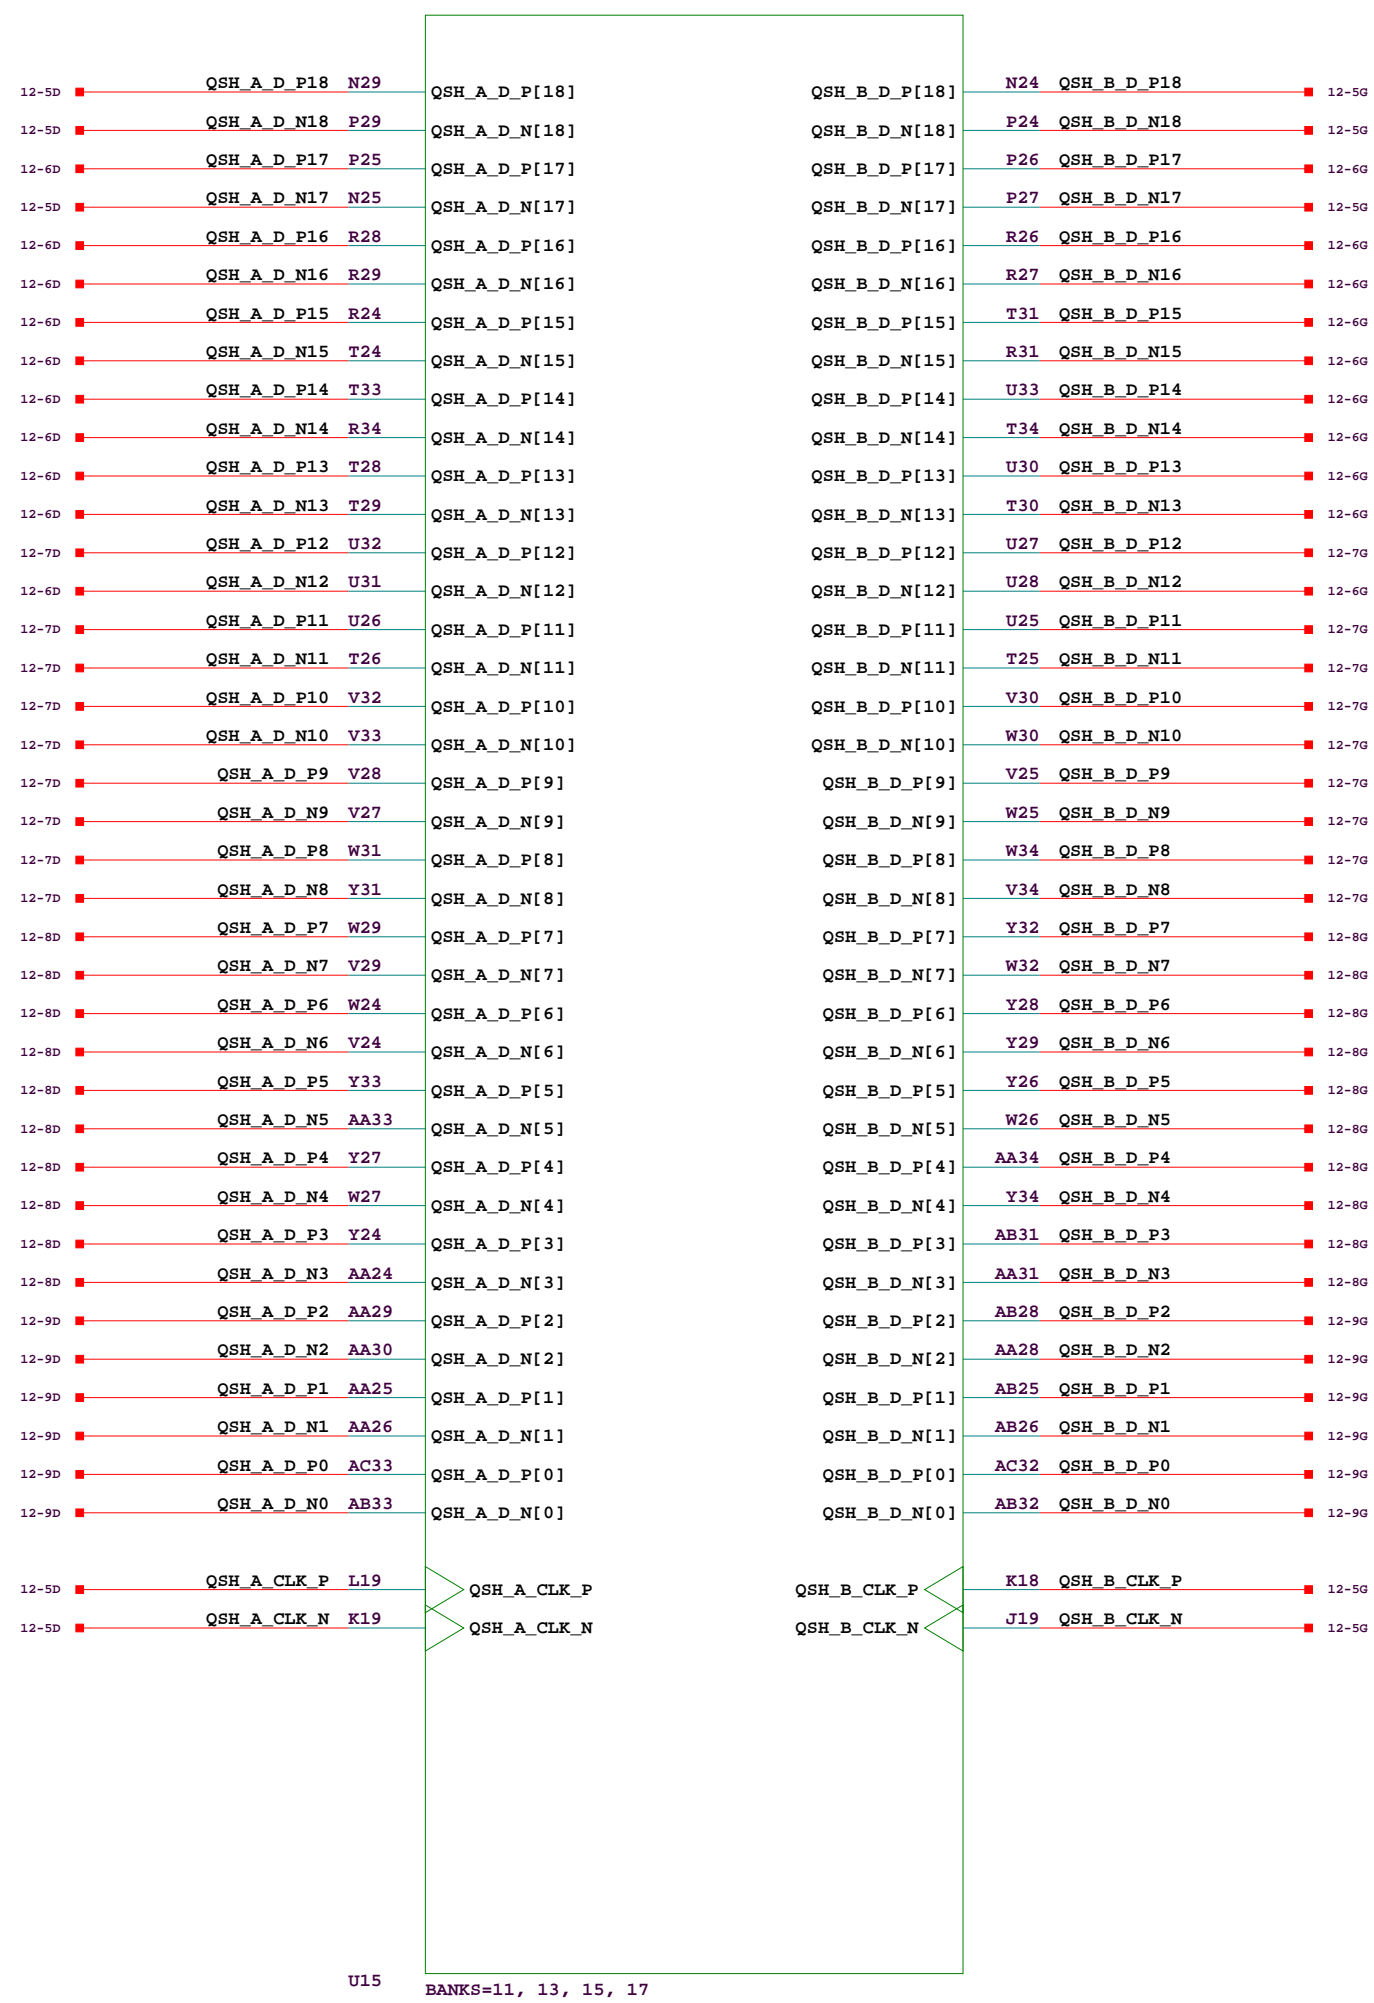 12-5D QSH_A_D_P18 N29 QSH_A_D_P[18] QSH_B_D_P[18] N24 QSH_B_D_P18 12-5G
12-5D QSH_A_D_N18 P29 QSH_A_D_N[18] QSH_B_D_N[18] P24 QSH_B_D_N18 12-5G
12-6D QSH_A_D_P17 P25 QSH_A_D_P[17] QSH_B_D_P[17] P26 QSH_B_D_P17 12-6G
12-5D QSH_A_D_N17 N25 QSH_A_D_N[17] QSH_B_D_N[17] P27 QSH_B_D_N17 12-5G
12-6D QSH_A_D_P16 R28 QSH_A_D_P[16] QSH_B_D_P[16] R26 QSH_B_D_P16 12-6G
12-6D QSH_A_D_N16 R29 QSH_A_D_N[16] QSH_B_D_N[16] R27 QSH_B_D_N16 12-6G
12-6D QSH_A_D_P15 R24 QSH_A_D_P[15] QSH_B_D_P[15] T31 QSH_B_D_P15 12-6G
12-6D QSH_A_D_N15 T24 QSH_A_D_N[15] QSH_B_D_N[15] R31 QSH_B_D_N15 12-6G
12-6D QSH_A_D_P14 T33 QSH_A_D_P[14] QSH_B_D_P[14] U33 QSH_B_D_P14 12-6G
12-6D QSH_A_D_N14 R34 QSH_A_D_N[14] QSH_B_D_N[14] T34 QSH_B_D_N14 12-6G
12-6D QSH_A_D_P13 T28 QSH_A_D_P[13] QSH_B_D_P[13] U30 QSH_B_D_P13 12-6G
12-6D QSH_A_D_N13 T29 QSH_A_D_N[13] QSH_B_D_N[13] T30 QSH_B_D_N13 12-6G
12-7D QSH_A_D_P12 U32 QSH_A_D_P[12] QSH_B_D_P[12] U27 QSH_B_D_P12 12-7G
12-6D QSH_A_D_N12 U31 QSH_A_D_N[12] QSH_B_D_N[12] U28 QSH_B_D_N12 12-6G
12-7D QSH_A_D_P11 U26 QSH_A_D_P[11] QSH_B_D_P[11] U25 QSH_B_D_P11 12-7G
12-7D QSH_A_D_N11 T26 QSH_A_D_N[11] QSH_B_D_N[11] T25 QSH_B_D_N11 12-7G
12-7D QSH_A_D_P10 V32 QSH_A_D_P[10] QSH_B_D_P[10] V30 QSH_B_D_P10 12-7G
12-7D QSH_A_D_N10 V33 QSH_A_D_N[10] QSH_B_D_N[10] W30 QSH_B_D_N10 12-7G
12-7D QSH_A_D_P9 V28 QSH_A_D_P[9] QSH_B_D_P[9] V25 QSH_B_D_P9 12-7G
12-7D QSH_A_D_N9 V27 QSH_A_D_N[9] QSH_B_D_N[9] W25 QSH_B_D_N9 12-7G
12-7D QSH_A_D_P8 W31 QSH_A_D_P[8] QSH_B_D_P[8] W34 QSH_B_D_P8 12-7G
12-7D QSH_A_D_N8 Y31 QSH_A_D_N[8] QSH_B_D_N[8] V34 QSH_B_D_N8 12-7G
12-8D QSH_A_D_P7 W29 QSH_A_D_P[7] QSH_B_D_P[7] Y32 QSH_B_D_P7 12-8G
12-8D QSH_A_D_N7 V29 QSH_A_D_N[7] QSH_B_D_N[7] W32 QSH_B_D_N7 12-8G
12-8D QSH_A_D_P6 W24 QSH_A_D_P[6] QSH_B_D_P[6] Y28 QSH_B_D_P6 12-8G
12-8D QSH_A_D_N6 V24 QSH_A_D_N[6] QSH_B_D_N[6] Y29 QSH_B_D_N6 12-8G
12-8D QSH_A_D_P5 Y33 QSH_A_D_P[5] QSH_B_D_P[5] Y26 QSH_B_D_P5 12-8G
12-8D QSH_A_D_N5 AA33 QSH_A_D_N[5] QSH_B_D_N[5] W26 QSH_B_D_N5 12-8G
12-8D QSH_A_D_P4 Y27 QSH_A_D_P[4] QSH_B_D_P[4] AA34 QSH_B_D_P4 12-8G
12-8D QSH_A_D_N4 W27 QSH_A_D_N[4] QSH_B_D_N[4] Y34 QSH_B_D_N4 12-8G
12-8D QSH_A_D_P3 Y24 QSH_A_D_P[3] QSH_B_D_P[3] AB31 QSH_B_D_P3 12-8G
12-8D QSH_A_D_N3 AA24 QSH_A_D_N[3] QSH_B_D_N[3] AA31 QSH_B_D_N3 12-8G
12-9D QSH_A_D_P2 AA29 QSH_A_D_P[2] QSH_B_D_P[2] AB28 QSH_B_D_P2 12-9G
12-9D QSH_A_D_N2 AA30 QSH_A_D_N[2] QSH_B_D_N[2] AA28 QSH_B_D_N2 12-9G
12-9D QSH_A_D_P1 AA25 QSH_A_D_P[1] QSH_B_D_P[1] AB25 QSH_B_D_P1 12-9G
12-9D QSH_A_D_N1 AA26 QSH_A_D_N[1] QSH_B_D_N[1] AB26 QSH_B_D_N1 12-9G
12-9D QSH_A_D_P0 AC33 QSH_A_D_P[0] QSH_B_D_P[0] AC32 QSH_B_D_P0 12-9G
12-9D QSH_A_D_N0 AB33 QSH_A_D_N[0] QSH_B_D_N[0] AB32 QSH_B_D_N0 12-9G
12-5D QSH_A_CLK_P L19 QSH_A_CLK_P QSH_B_CLK_P K18 QSH_B_CLK_P 12-5G
12-5D QSH_A_CLK_N K19 QSH_A_CLK_N QSH_B_CLK_N J19 QSH_B_CLK_N 12-5G
U15 BANKS=11, 13, 15, 17